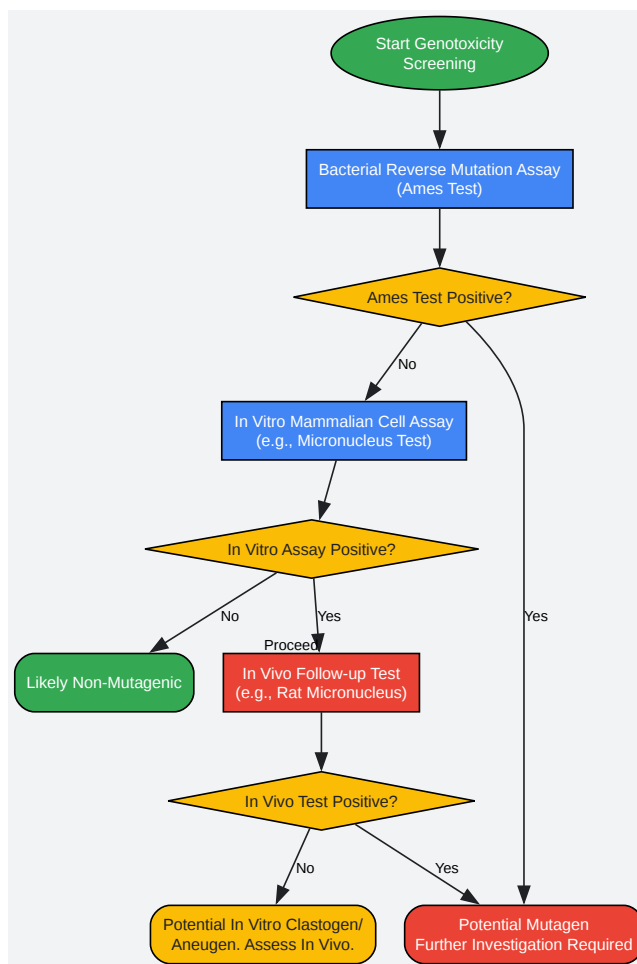 Start Genotoxicity
Screening
Bacterial Reverse Mutation Assay
(Ames Test)
Ames Test Positive?
No
In Vitro Mammalian Cell Assay
(e.g., Micronucleus Test)
In Vitro Assay Positive?
No
Yes
Yes
Proceed
Likely Non-Mutagenic
In Vivo Follow-up Test
(e.g., Rat Micronucleus)
In Vivo Test Positive?
No
Yes
Potential In Vitro Clastogen/
Aneugen. Assess In Vivo.
Potential Mutagen
Further Investigation Required